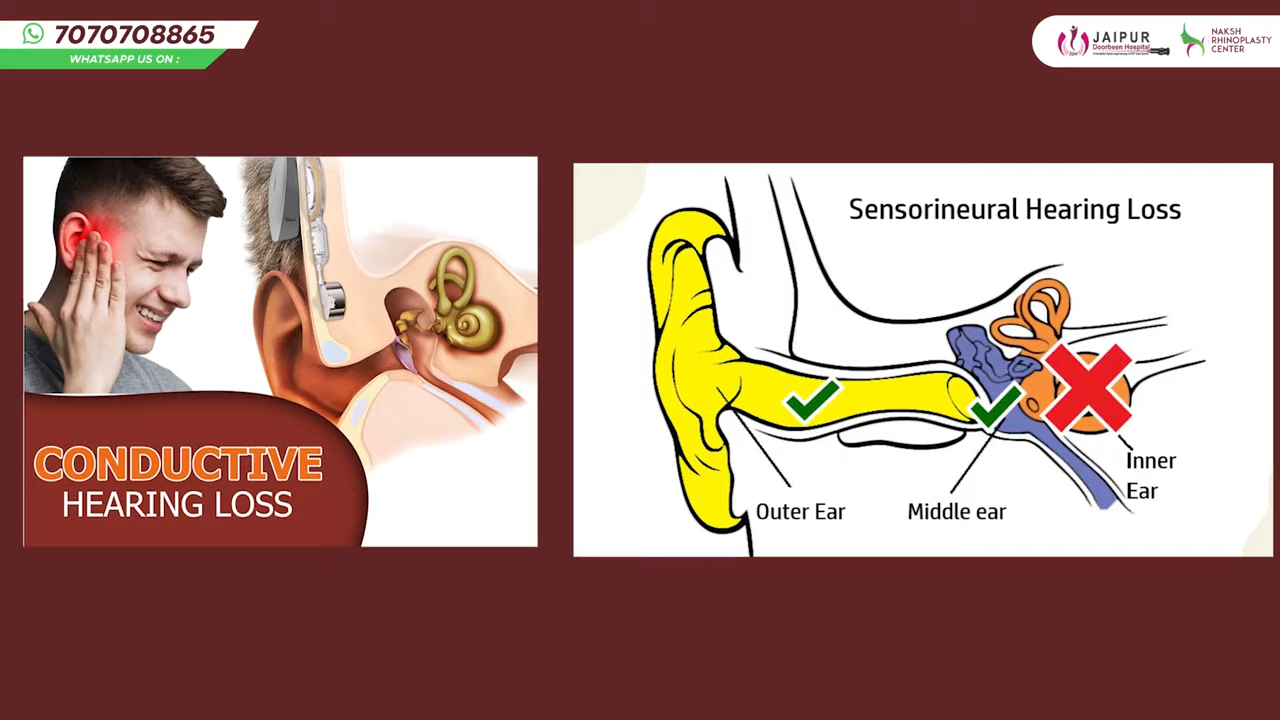 7070708865
WHATSAPP US ON :
JAIPUR
Doorbeen Hospital
NAKSH
RHINOPLASTY
CENTER
CONDUCTIVE
HEARING LOSS
Sensorineural Hearing Loss
Outer Ear
Middle ear
Inner
Ear